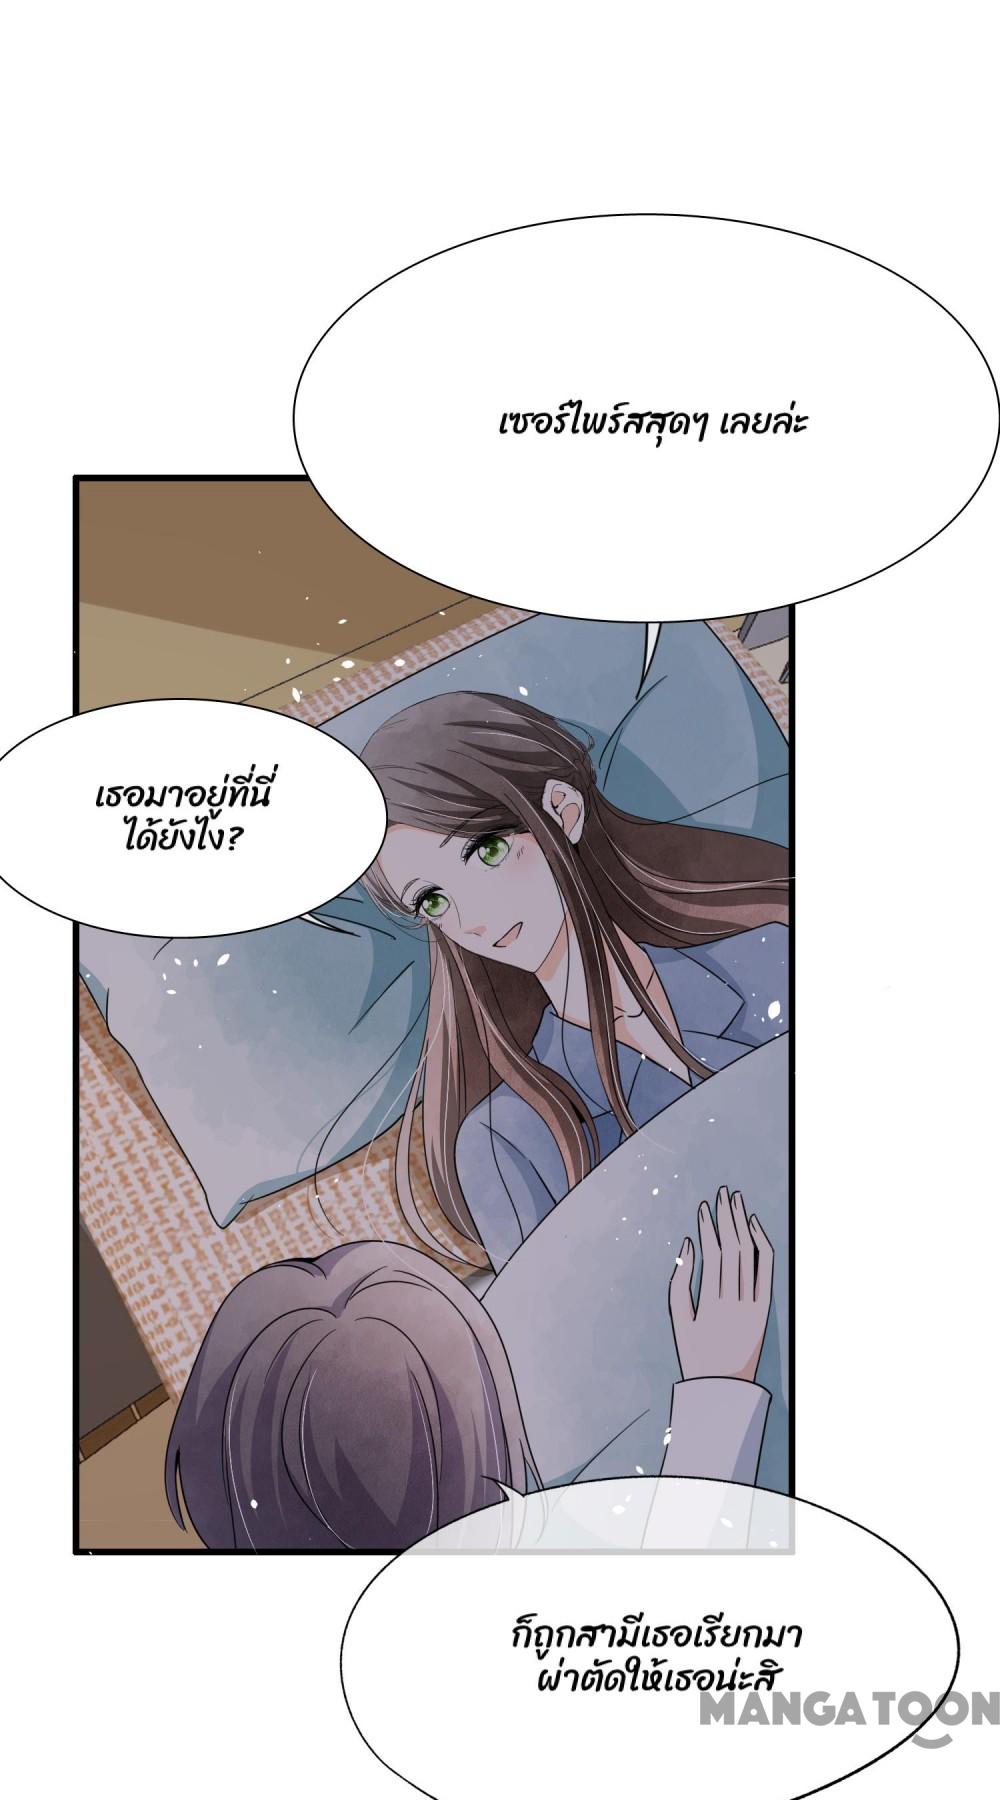 เซอร์ไพร์สสุดๆ เลยล่ะ
เธอมาอยู่ที่นี่
ได้ยังไง?
ก็ถูกสามีเธอเรียกมา
ผ่าตัดให้เธอน่ะสิ
MANGATOON